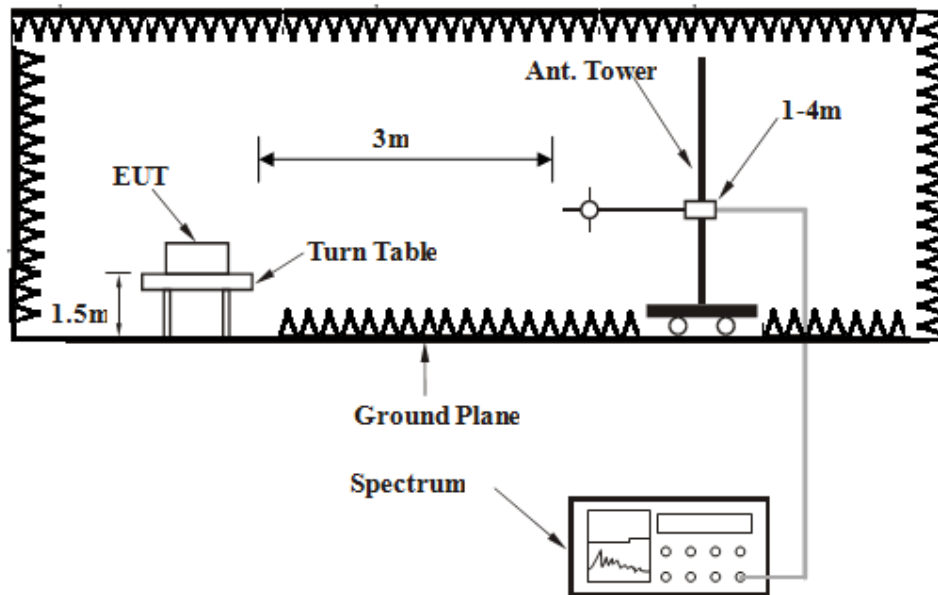 Ant. Tower
1-4m
3m
EUT
Turn Table
1.5m
Ground Plane
Spectrum